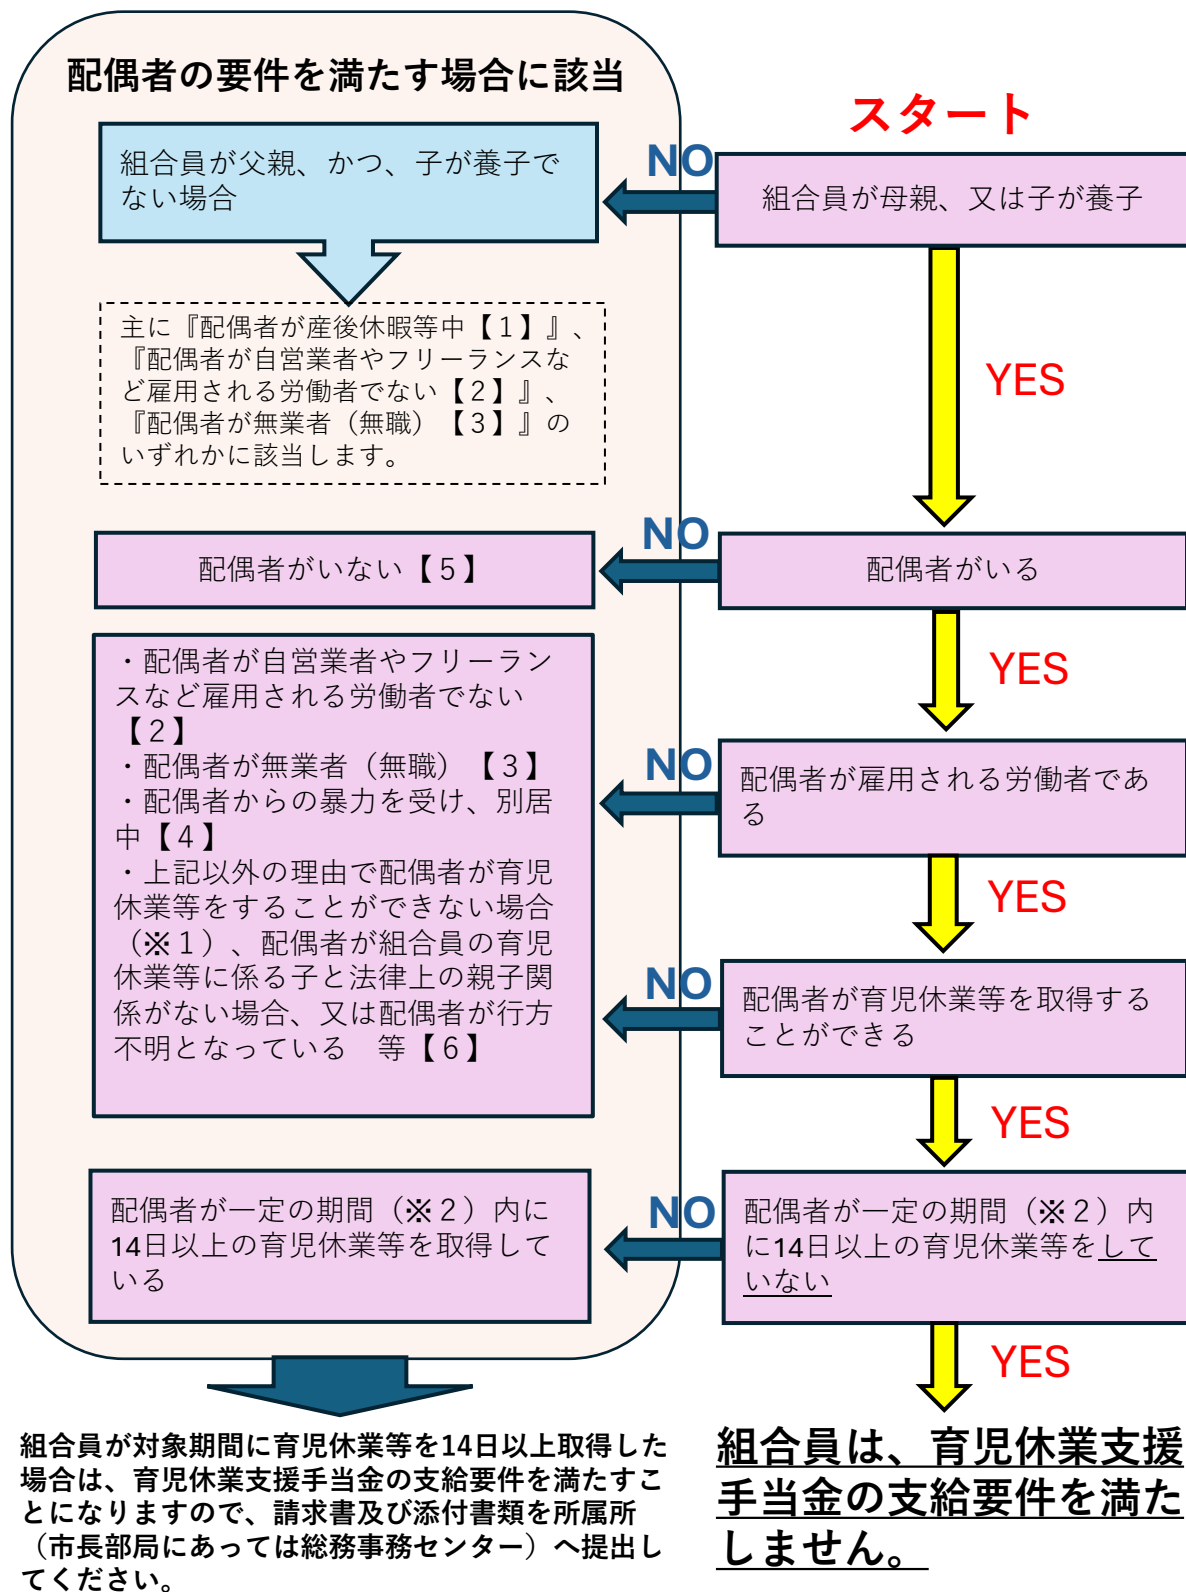 配偶者の要件を満たす場合に該当
スタート
組合員が母親、又は子が養子
NO
組合員が父親、かつ、子が養子で
ない場合
主に『配偶者が産後休暇等中【１】』、
『配偶者が自営業者やフリーランスな
ど雇用される労働者でない【２】』、
『配偶者が無業者（無職）【３】』の
いずれかに該当します。
YES
配偶者がいる
NO
配偶者がいない【５】
YES
配偶者が雇用される労働者であ
る
NO
・配偶者が自営業者やフリーラン
スなど雇用される労働者でない
【２】
・配偶者が無業者（無職）【３】
・配偶者からの暴力を受け、別居
中【４】
・上記以外の理由で配偶者が育児
休業等をすることができない場合
（※１）、配偶者が組合員の育児
休業等に係る子と法律上の親子関
係がない場合、又は配偶者が行方
不明となっている　等【６】
YES
配偶者が育児休業等を取得する
ことができる
NO
YES
配偶者が一定の期間（※２）内
に14日以上の育児休業等をして
いない
NO
配偶者が一定の期間（※２）内に
14日以上の育児休業等を取得して
いる
YES
組合員が対象期間に育児休業等を14日以上取得した
場合は、育児休業支援手当金の支給要件を満たすこ
とになりますので、請求書及び添付書類を所属所
（市長部局にあっては総務事務センター）へ提出し
てください。
組合員は、育児休業支援
手当金の支給要件を満た
しません。